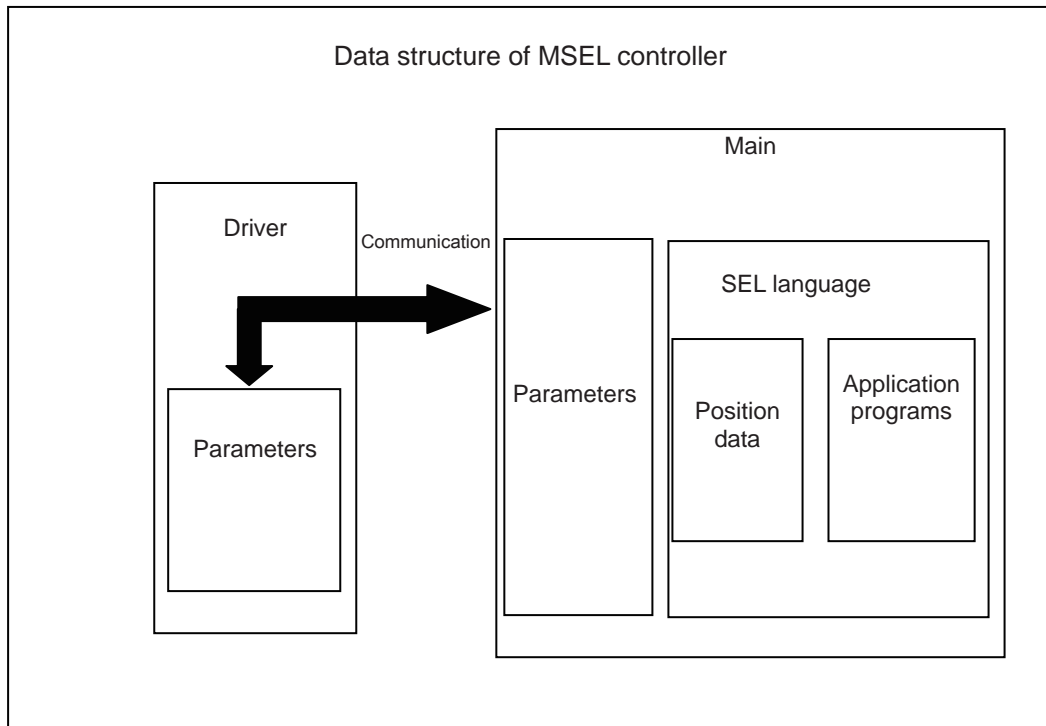 Data structure of MSEL controller
Main
Driver
Communication
SEL language
Parameters
Position
data
Application
programs
Parameters